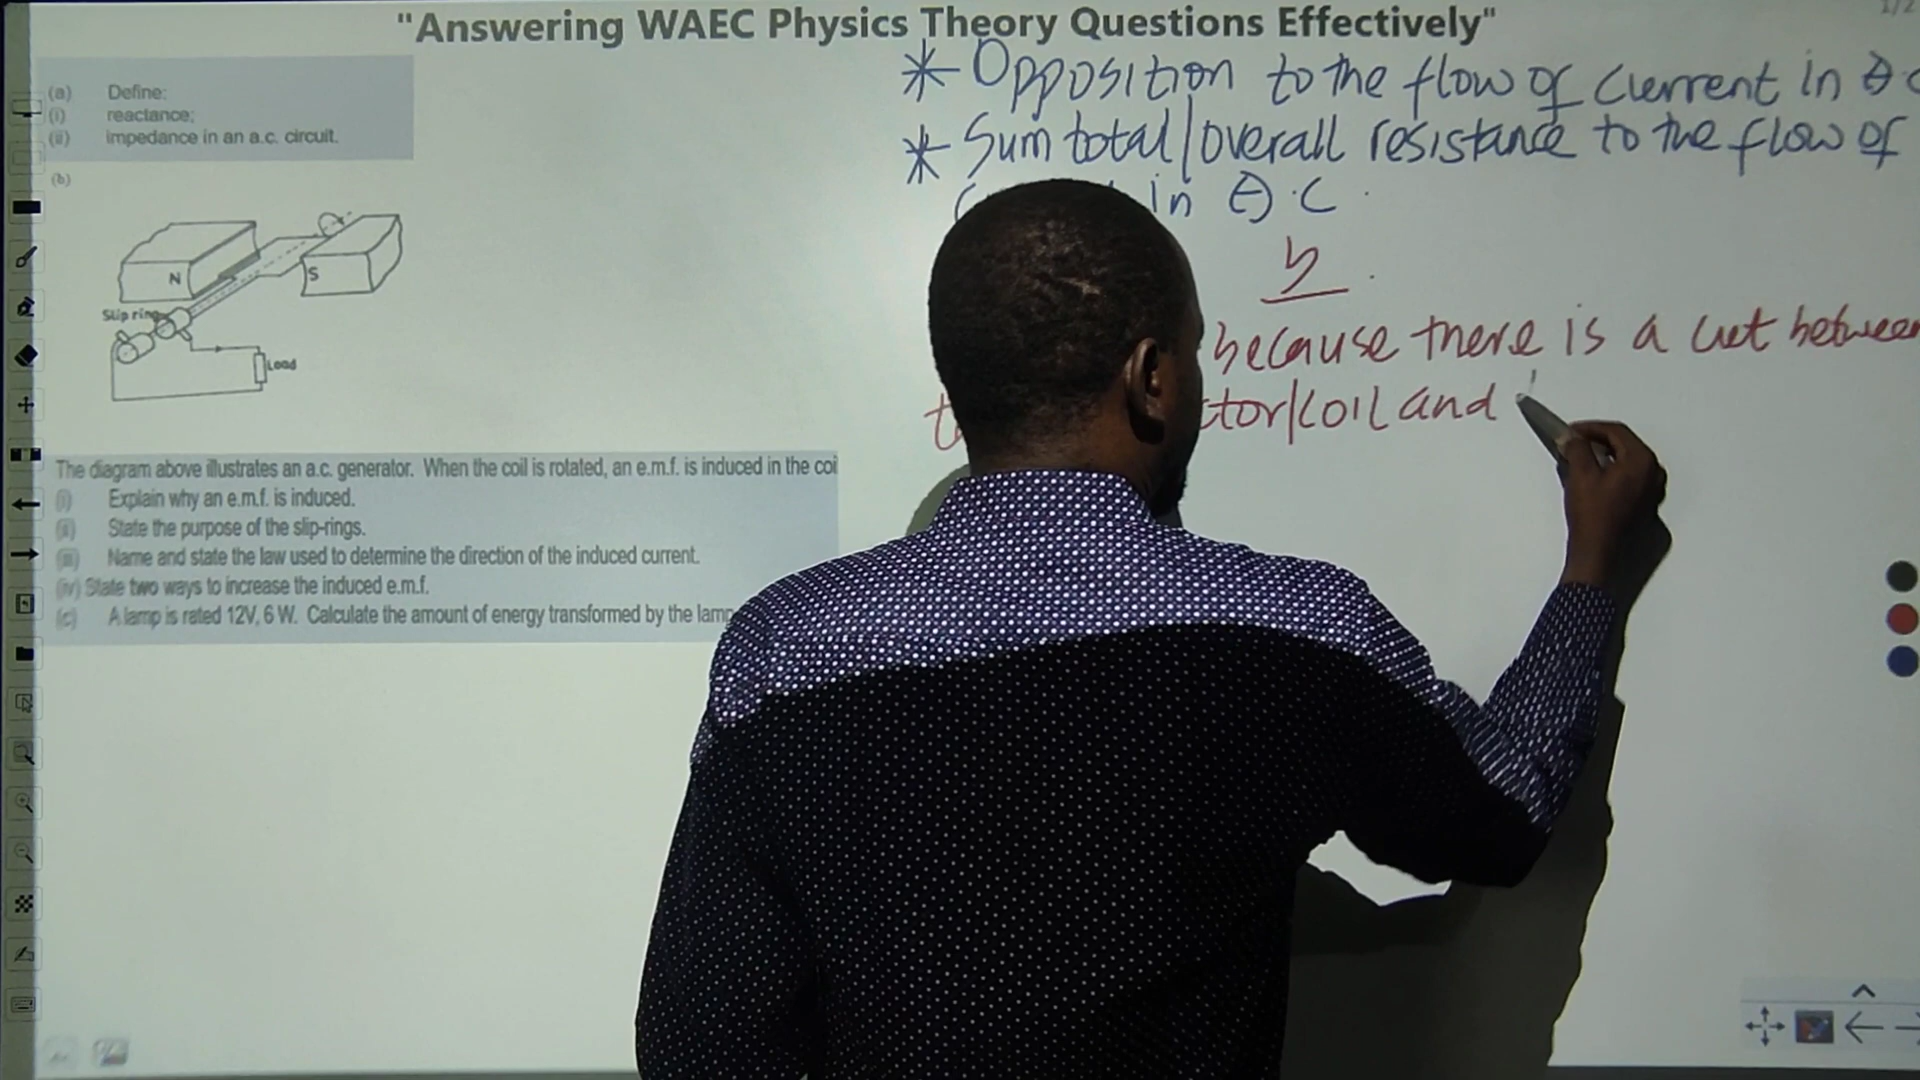 1/2
"Answering WAEC Physics Theory Questions Effectively"
(a) Define:
(i) reactance;
(ii) impedance in an a.c. circuit.
(b)
N
S
Slip ring
Load
The diagram above illustrates an a.c. generator. When the coil is rotated, an e.m.f. is induced in the coi
(i) Explain why an e.m.f. is induced.
(ii) State the purpose of the slip-rings.
(iii) Name and state the law used to determine the direction of the induced current.
(iv) State two ways to increase the induced e.m.f.
(c) A lamp is rated 12V, 6 W. Calculate the amount of energy transformed by the lamp
* Opposition to the flow of current in A.C
* Sum total/overall resistance to the flow of
in A.C.
b
because there is a cut between
ctor/coil and